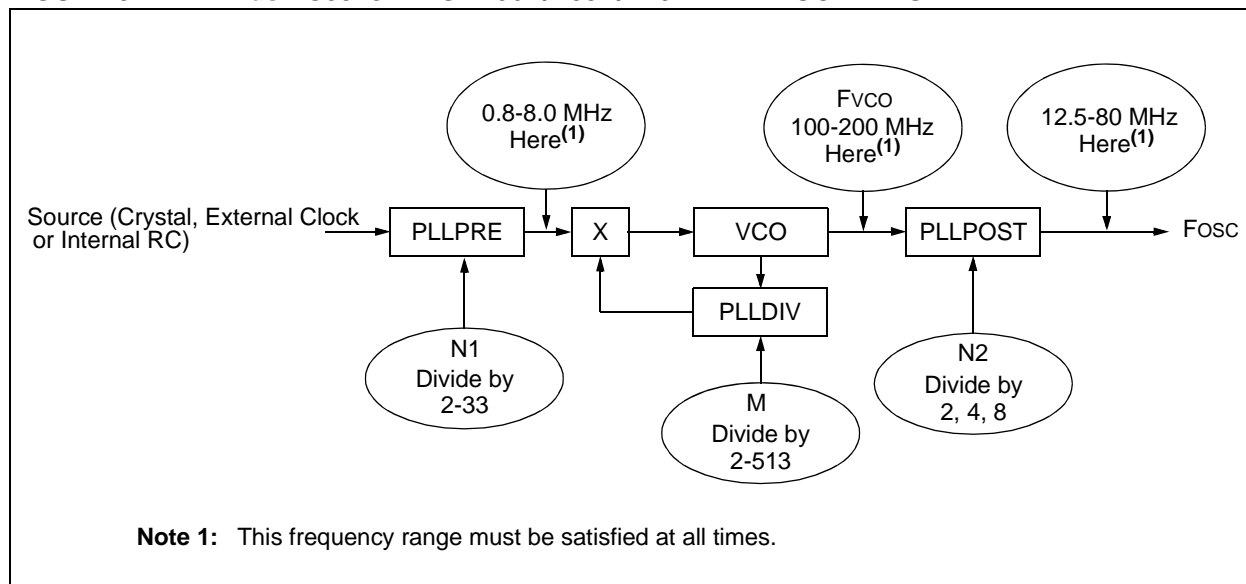 0.8-8.0 MHz
Here(1)
FVCO
100-200 MHz
Here(1)
12.5-80 MHz
Here(1)
Source (Crystal, External Clock
or Internal RC)
PLLPRE
X
VCO
PLLPOST
FOSC
PLLDIV
N1
Divide by
2-33
M
Divide by
2-513
N2
Divide by
2, 4, 8
Note 1: This frequency range must be satisfied at all times.